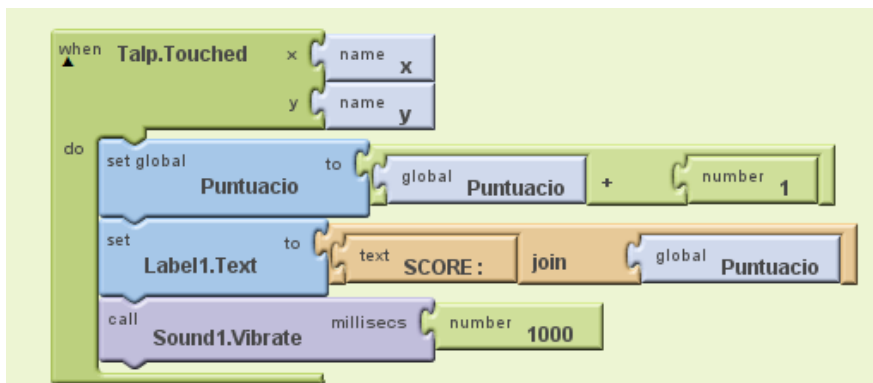 when Talp.Touched x name x
y name y
do
set global Puntuacio to global Puntuacio + number 1
set Label1.Text to text SCORE : join global Puntuacio
call Sound1.Vibrate millisecs number 1000